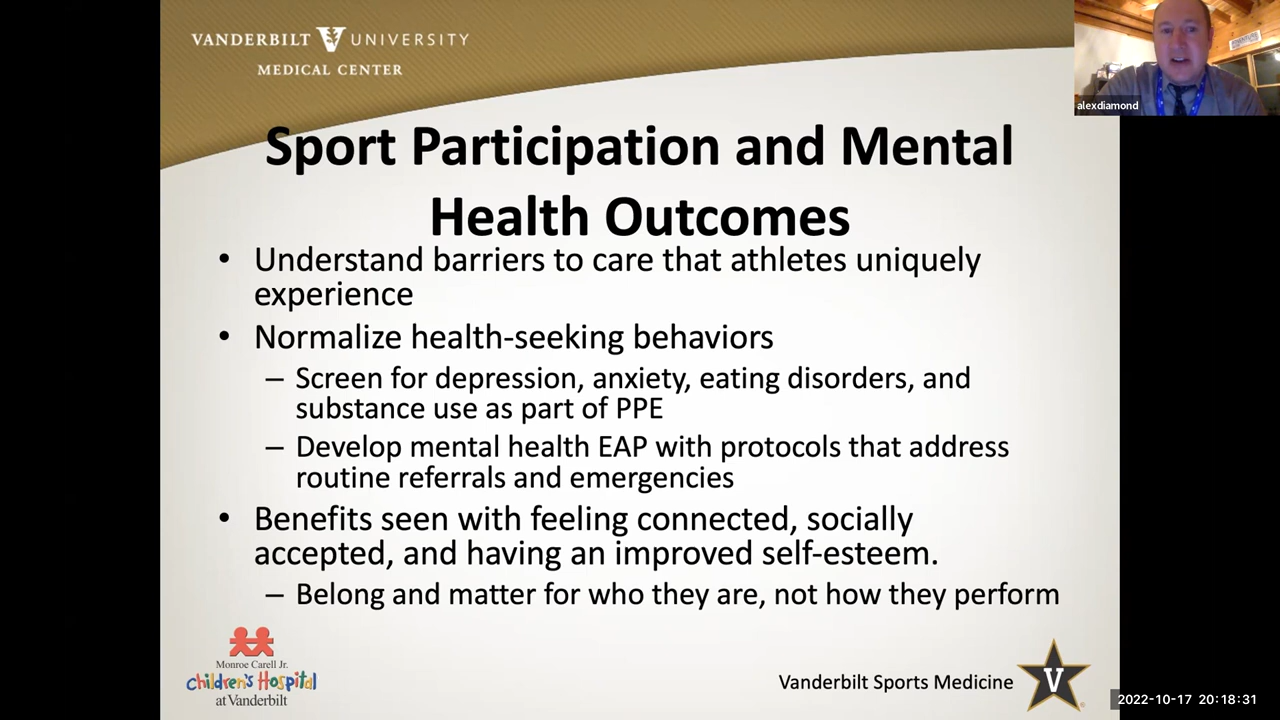 VANDERBILT V UNIVERSITY
MEDICAL CENTER
alexdiamond
Sport Participation and Mental
Health Outcomes
• Understand barriers to care that athletes uniquely
experience
• Normalize health-seeking behaviors
– Screen for depression, anxiety, eating disorders, and
substance use as part of PPE
– Develop mental health EAP with protocols that address
routine referrals and emergencies
• Benefits seen with feeling connected, socially
accepted, and having an improved self-esteem.
– Belong and matter for who they are, not how they perform
Monroe Carell Jr.
Children's Hospital
at Vanderbilt
Vanderbilt Sports Medicine
V
2022-10-17 20:18:31